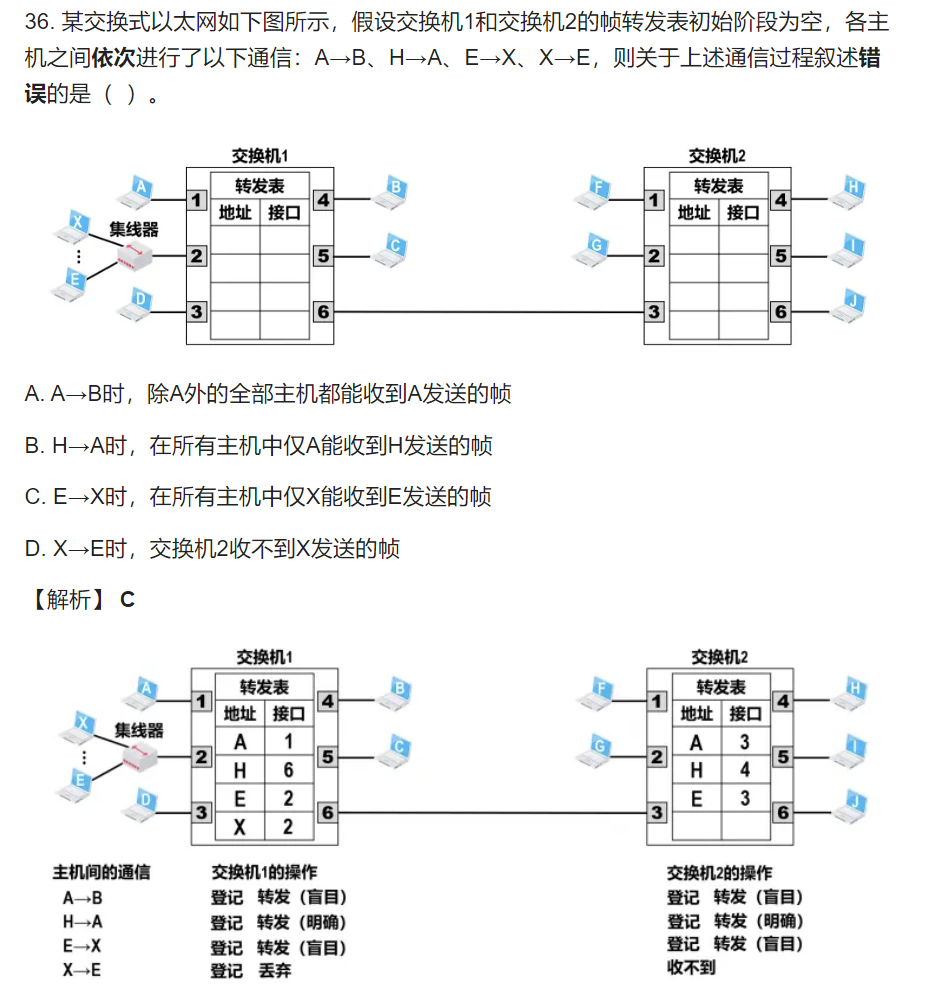 36. 某交换式以太网如下图所示，假设交换机1和交换机2的帧转发表初始阶段为空，各主
机之间依次进行了以下通信：A→B、H→A、E→X、X→E，则关于上述通信过程叙述错
误的是（ ）。
交换机1 交换机2
A 1 转发表 4 B F 1 转发表 4 H
地址 接口 地址 接口
X 集线器
2 5 C G 2 5 I
⋮
E
D 3 6 3 6 J
A. A→B时，除A外的全部主机都能收到A发送的帧
B. H→A时，在所有主机中仅A能收到H发送的帧
C. E→X时，在所有主机中仅X能收到E发送的帧
D. X→E时，交换机2收不到X发送的帧
【解析】 C
交换机1 交换机2
A 1 转发表 4 B F 1 转发表 4 H
地址 接口 地址 接口
X 集线器 A 1 A 3
2 5 C G 2 5 I
⋮ H 6 H 4
E E 2 E 3
D 3 X 2 6 3 6 J
主机间的通信 交换机1的操作 交换机2的操作
A→B 登记 转发（盲目） 登记 转发（盲目）
H→A 登记 转发（明确） 登记 转发（明确）
E→X 登记 转发（盲目） 登记 转发（盲目）
X→E 登记 丢弃 收不到